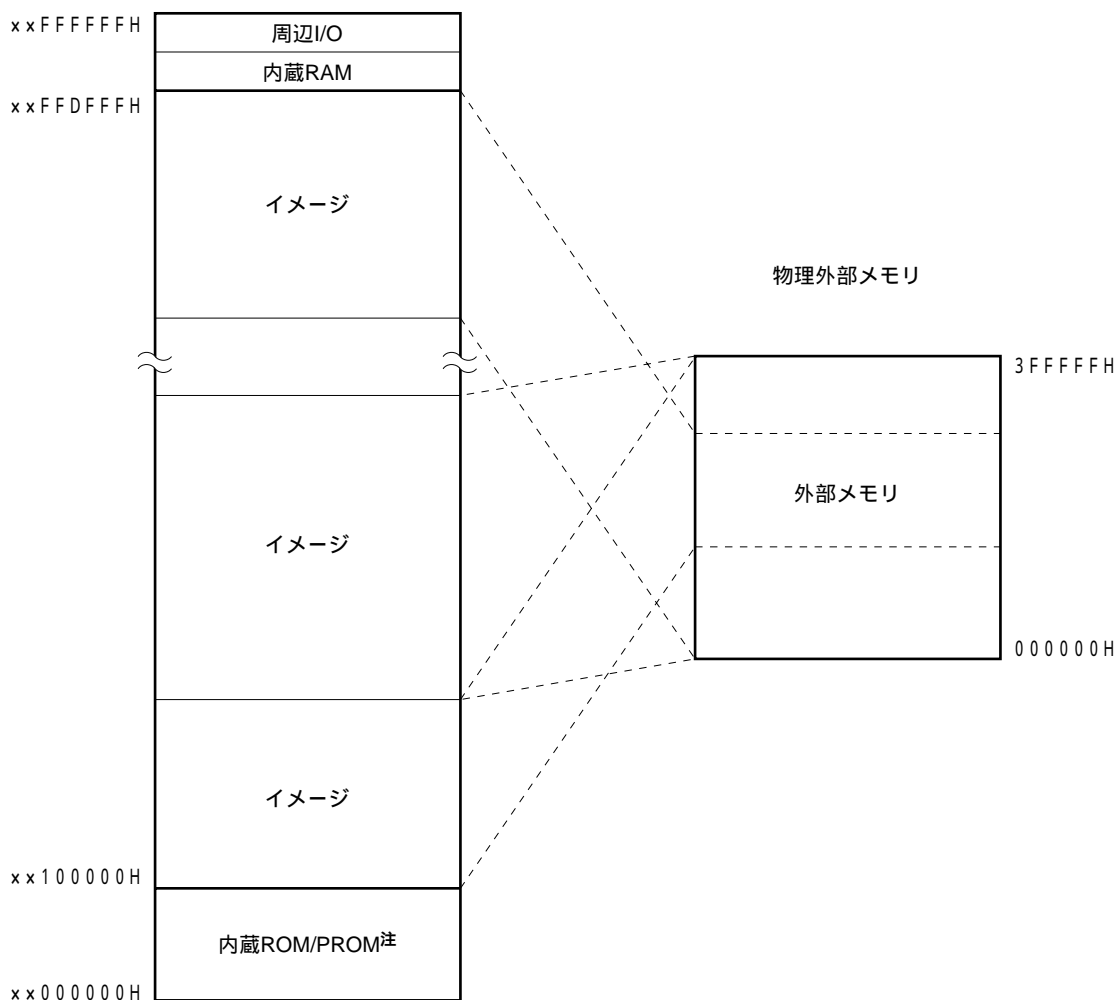 xxFFFFFFH
周辺I/O
内蔵RAM
xxFFDFFFH
イメージ
物理外部メモリ
3FFFFFH
外部メモリ
イメージ
000000H
イメージ
xx100000H
内蔵ROM/PROM注
xx000000H